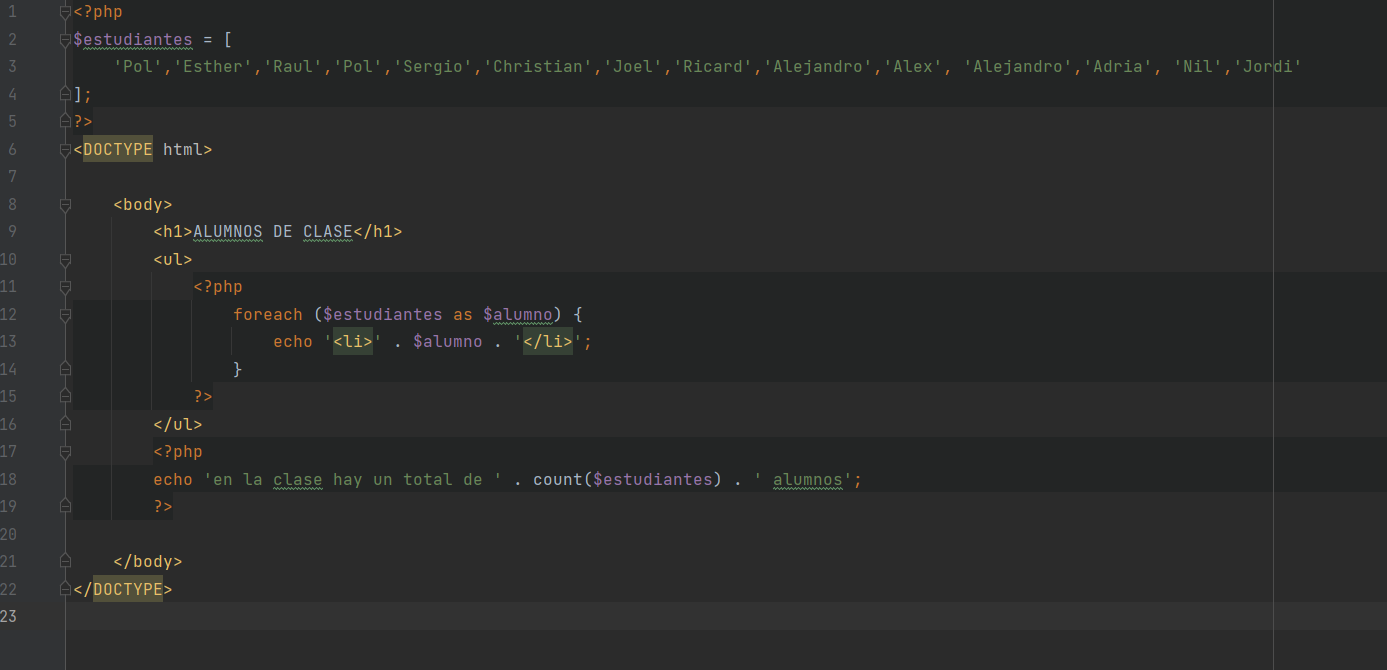 1 <?php
2 $estudiantes = [
3 'Pol','Esther','Raul','Pol','Sergio','Christian','Joel','Ricard','Alejandro','Alex', 'Alejandro','Adria', 'Nil','Jordi'
4 ];
5 ?>
6 <DOCTYPE html>
7
8 <body>
9 <h1>ALUMNOS DE CLASE</h1>
10 <ul>
11 <?php
12 foreach ($estudiantes as $alumno) {
13 echo '<li>' . $alumno . '</li>';
14 }
15 ?>
16 </ul>
17 <?php
18 echo 'en la clase hay un total de ' . count($estudiantes) . ' alumnos';
19 ?>
20
21 </body>
22 </DOCTYPE>
23